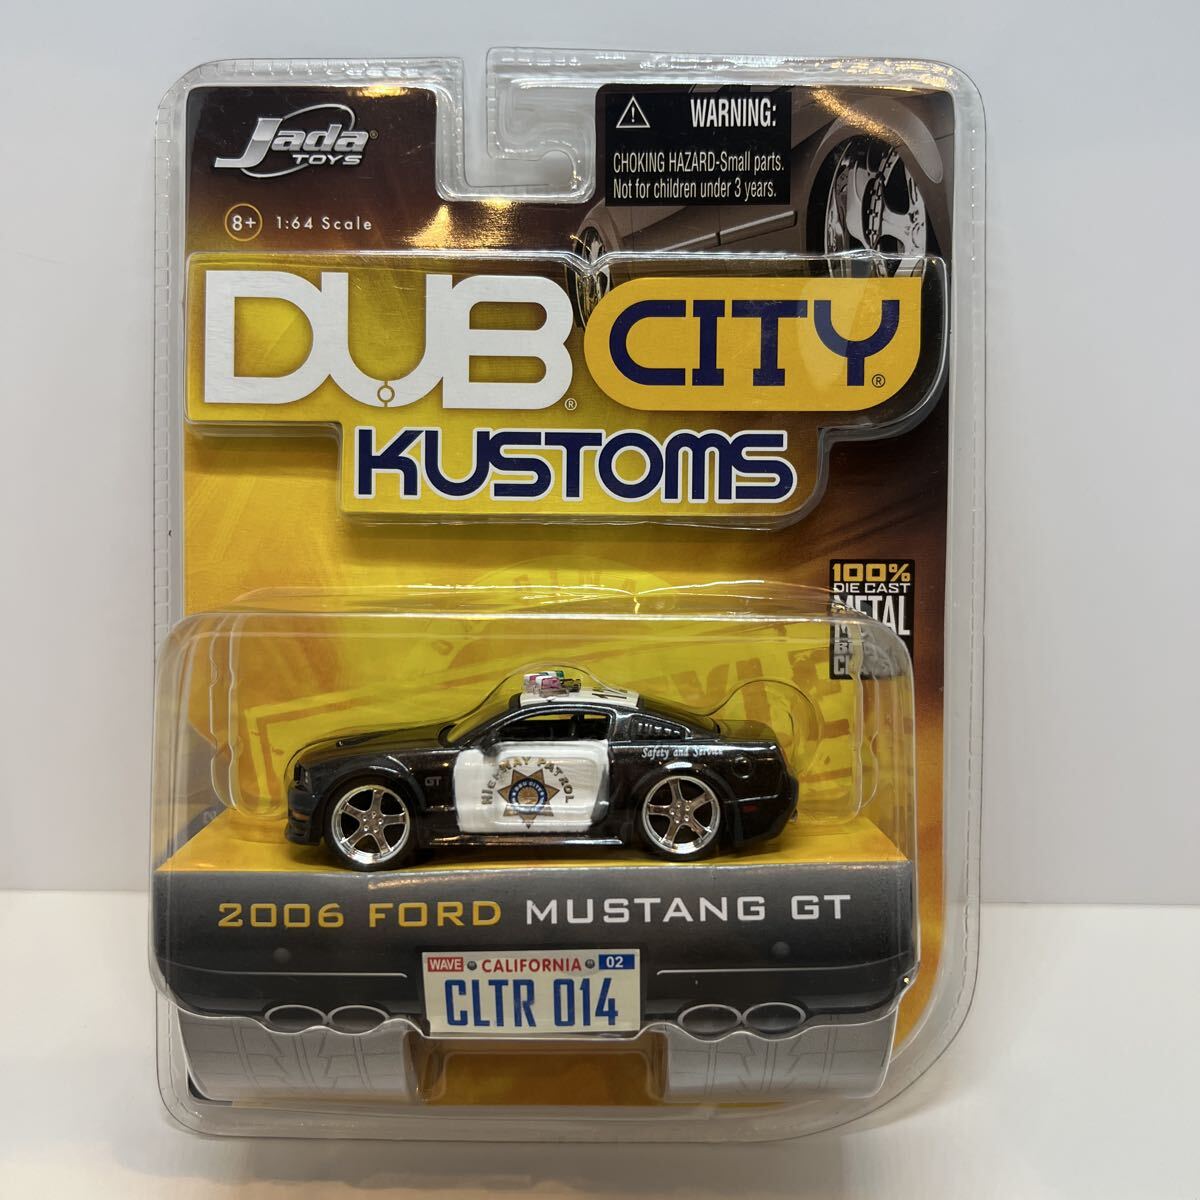 Jada®
TOYS
WARNING:
CHOKING HAZARD-Small parts.
Not for children under 3 years.
8+ 1:64 Scale
DUB® CITY®
KUSTOMS
100%
DIE CAST
METAL
Safety and Service
GT
HIGHWAY PATROL
2006 FORD MUSTANG GT
WAVE CALIFORNIA 02
CLTR 014